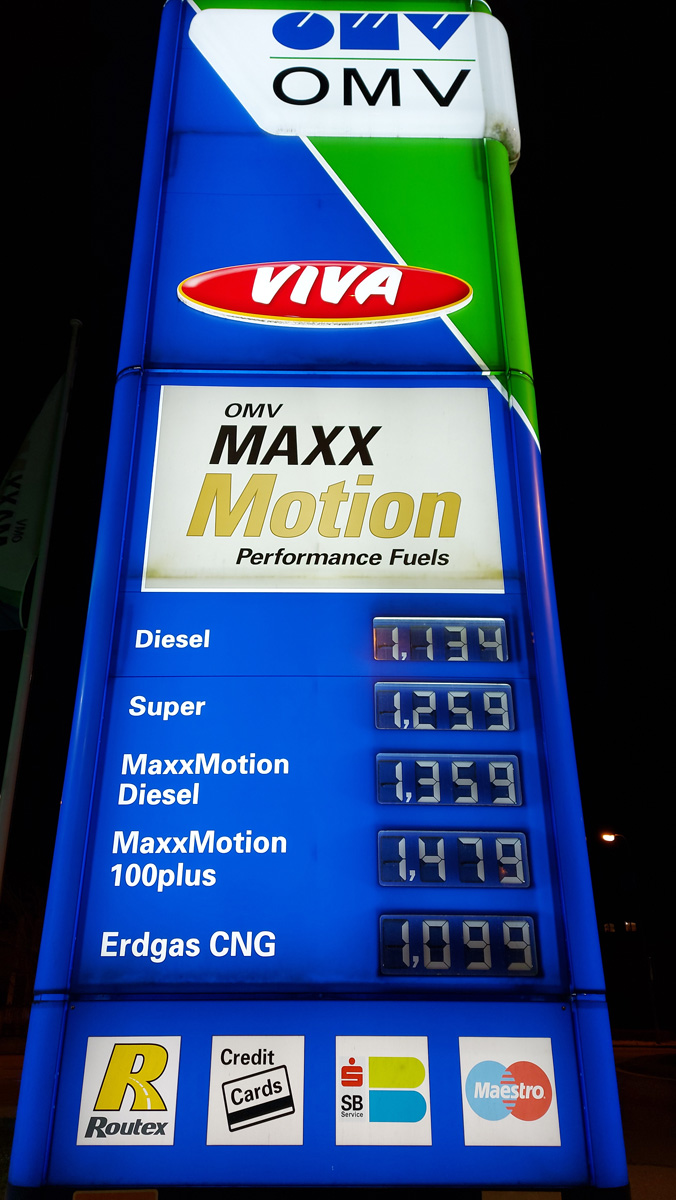 OMV
OMV
VIVA
OMV
MAXX
Motion
Performance Fuels
Diesel 1,134
Super 1,259
MaxxMotion
Diesel 1,359
MaxxMotion
100plus 1,479
Erdgas CNG 1,099
R
Routex
Credit
Cards
S
SB
Service
B
Maestro